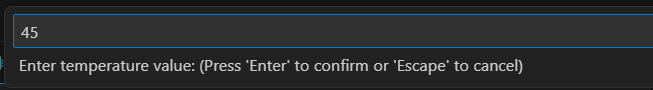 45
Enter temperature value: (Press 'Enter' to confirm or 'Escape' to cancel)